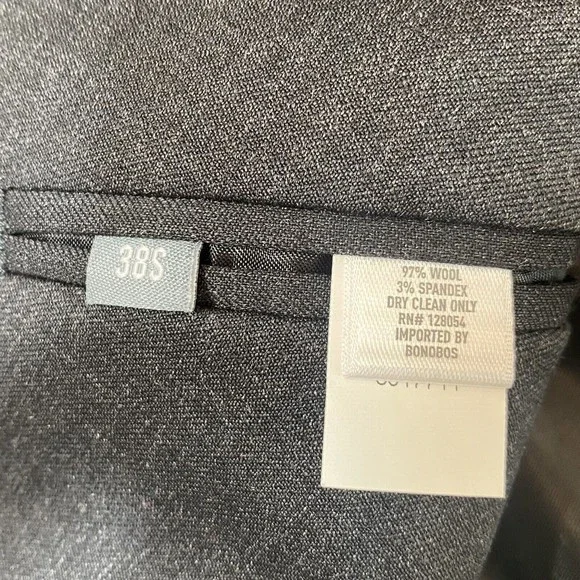 38S
97% WOOL
3% SPANDEX
DRY CLEAN ONLY
RN# 128054
IMPORTED BY
BONOBOS